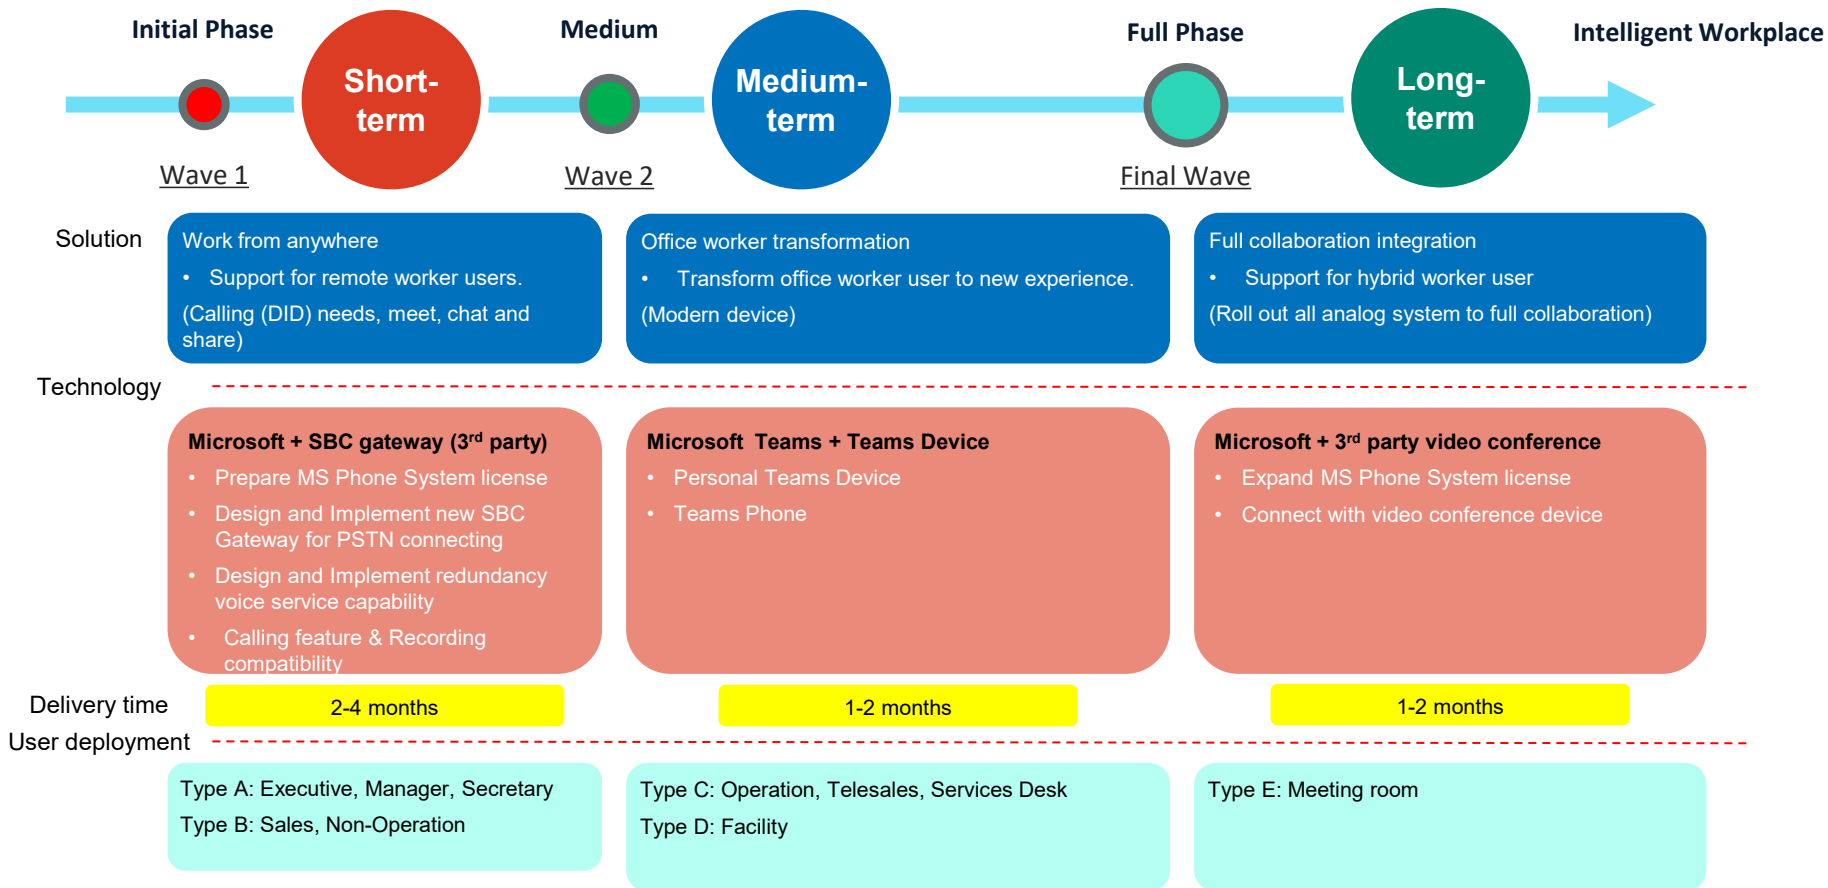 Initial Phase
Medium
Full Phase
Intelligent Workplace
Short-
term
Medium-
term
Long-
term
Wave 1
Wave 2
Final Wave
Solution
Work from anywhere
• Support for remote worker users.
(Calling (DID) needs, meet, chat and
share)
Office worker transformation
• Transform office worker user to new experience.
(Modern device)
Full collaboration integration
• Support for hybrid worker user
(Roll out all analog system to full collaboration)
Technology
Microsoft + SBC gateway (3rd party)
• Prepare MS Phone System license
• Design and Implement new SBC
Gateway for PSTN connecting
• Design and Implement redundancy
voice service capability
• Calling feature & Recording
compatibility
Microsoft Teams + Teams Device
• Personal Teams Device
• Teams Phone
Microsoft + 3rd party video conference
• Expand MS Phone System license
• Connect with video conference device
Delivery time
2-4 months
1-2 months
1-2 months
User deployment
Type A: Executive, Manager, Secretary
Type B: Sales, Non-Operation
Type C: Operation, Telesales, Services Desk
Type D: Facility
Type E: Meeting room